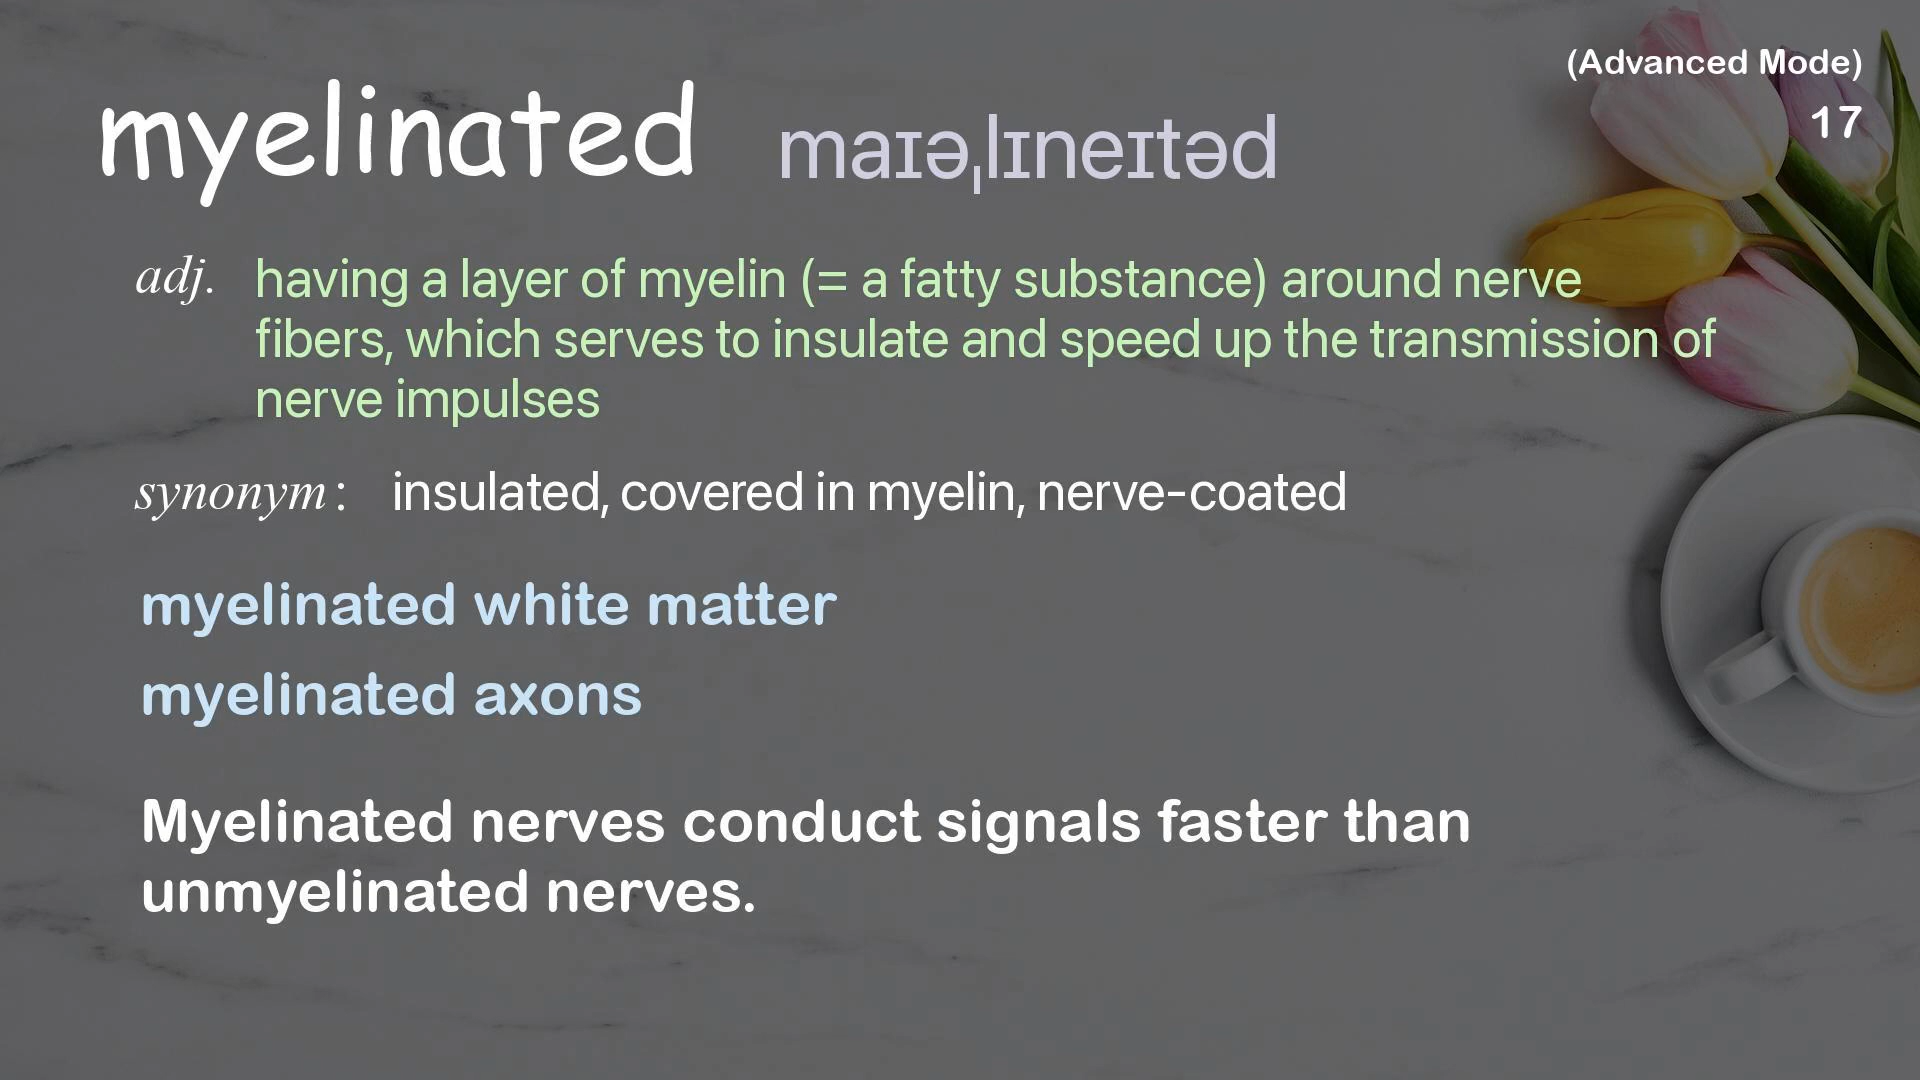 (Advanced Mode)
myelinated maɪəˌlɪneɪtəd
17
adj. having a layer of myelin (= a fatty substance) around nerve
fibers, which serves to insulate and speed up the transmission of
nerve impulses
synonym: insulated, covered in myelin, nerve-coated
myelinated white matter
myelinated axons
Myelinated nerves conduct signals faster than
unmyelinated nerves.